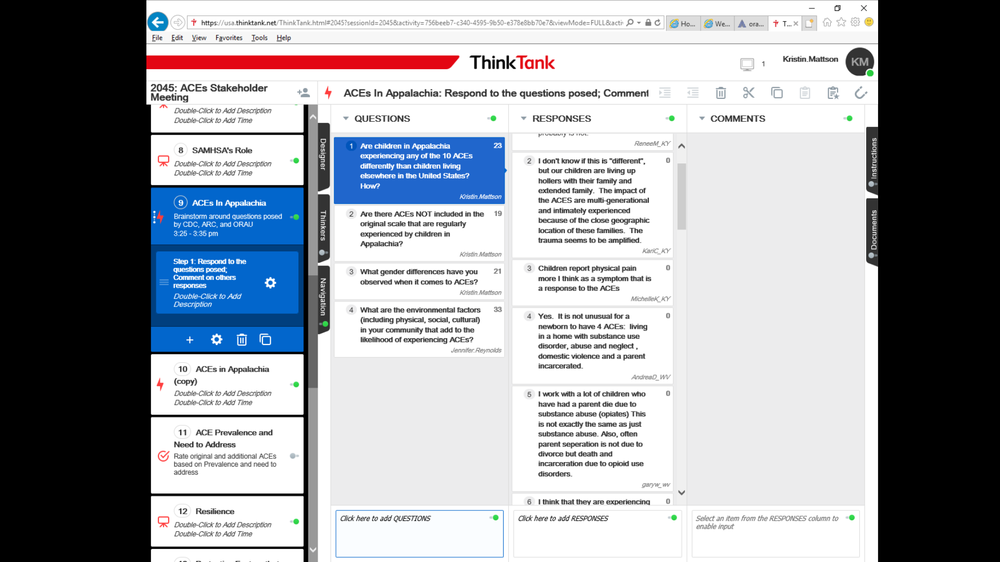 https://usa.thinktank.net/ThinkTank.html#2045?sessionId=2045&activity=756beeb7-c340-4595-9b50-e378e8bb70e7&viewMode=FULL&acti
Ho...
We...
ora...
T...
File Edit View Favorites Tools Help
ThinkTank
1
Kristin.Mattson
KM
2045: ACEs Stakeholder
Meeting
ACEs In Appalachia: Respond to the questions posed; Comment
Double-Click to Add Description
Double-Click to Add Time
8 SAMHSA's Role
Double-Click to Add Description
Double-Click to Add Time
9 ACEs In Appalachia
Brainstorm around questions posed
by CDC, ARC, and ORAU
3:25 - 3:35 pm
Step 1: Respond to the
questions posed;
Comment on others
responses
Double-Click to Add
Description
10 ACEs in Appalachia
(copy)
Double-Click to Add Description
Double-Click to Add Time
11 ACE Prevalence and
Need to Address
Rate original and additional ACEs
based on Prevalence and need to
address
12 Resilience
Double-Click to Add Description
Double-Click to Add Time
Designer
Thinkers
Navigation
QUESTIONS
1 Are children in Appalachia 23
experiencing any of the 10 ACEs
differently than children living
elsewhere in the United States?
How?
Kristin.Mattson
2 Are there ACEs NOT included in the 19
original scale that are regularly
experienced by children in
Appalachia?
Kristin.Mattson
3 What gender differences have you 21
observed when it comes to ACEs?
Kristin.Mattson
4 What are the environmental factors 33
(including physical, social, cultural)
in your community that add to the
likelihood of experiencing ACEs?
Jennifer.Reynolds
Click here to add QUESTIONS
RESPONSES
probably is not.
ReneeM_KY
2 I don't know if this is "different", 0
but our children are living up
hollers with their family and
extended family. The impact of
the ACES are multi-generational
and intimately experienced
because of the close geographic
location of these families. The
trauma seems to be amplified.
KariC_KY
3 Children report physical pain 0
more I think as a symptom that is
a response to the ACEs
MichelleK_KY
4 Yes. It is not unusual for a 0
newborn to have 4 ACEs: living
in a home with substance use
disorder, abuse and neglect ,
domestic violence and a parent
incarcerated.
AndreaD_WV
5 I work with a lot of children who 0
have had a parent die due to
substance abuse (opiates) This
is not exactly the same as just
substance abuse. Also, often
parent seperation is not due to
divorce but death and
incarceration due to opioid use
disorders.
garyw_wv
6 I think that they are experiencing 0
Click here to add RESPONSES
COMMENTS
Select an item from the RESPONSES column to
enable input
Instructions
Documents